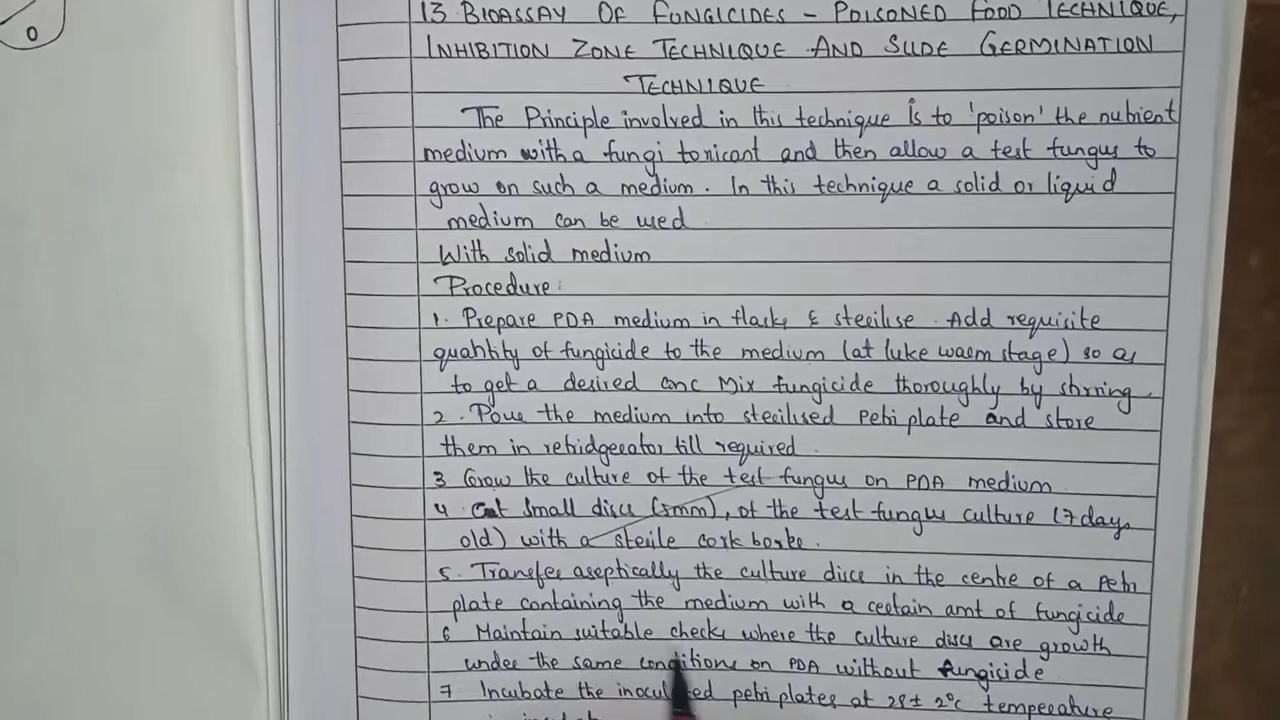 0
13 BIOASSAY OF FUNGICIDES - POISONED FOOD TECHNIQUE,
INHIBITION ZONE TECHNIQUE AND SLIDE GERMINATION
TECHNIQUE
The Principle involved in this technique is to 'poison' the nutrient
medium with a fungi toxicant and then allow a test fungus to
grow on such a medium. In this technique a solid or liquid
medium can be used
With solid medium
Procedure:
1. Prepare PDA medium in flasks & sterilise. Add requisite
quantity of fungicide to the medium (at luke warm stage) so as
to get a desired conc Mix fungicide thoroughly by stirring.
2. Pour the medium into sterilised petri plate and store
them in refridgerator till required.
3 Grow the culture of the test fungus on PDA medium
4. Cut small discs (5mm), of the test fungus culture (7 days
old) with a sterile cork borke.
5. Transfer aseptically the culture discs in the centre of a petri
plate containing the medium with a certain amt of fungicide
6 Maintain suitable checks where the culture discs are growth
under the same conditions on PDA without fungiside
7 Incubate the inoculated petri plates at 28± 2°c temperature